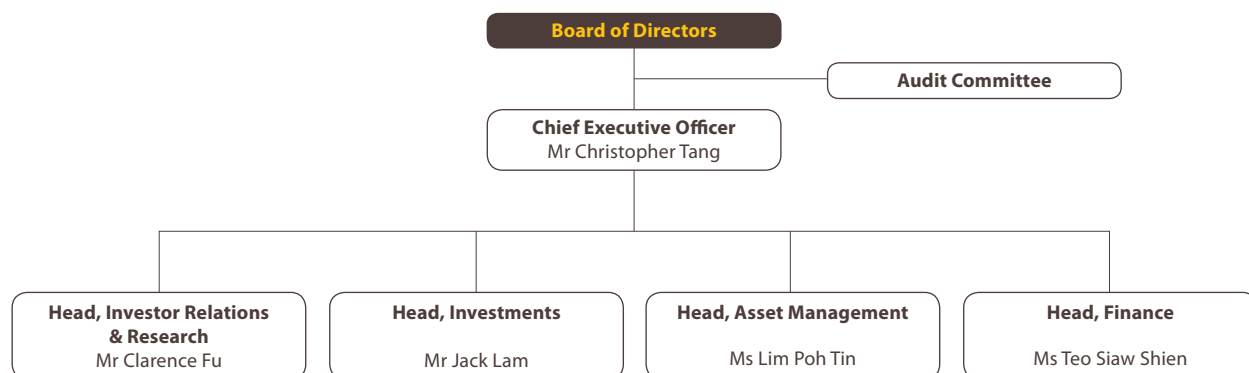 Board of Directors
Audit Committee
Chief Executive Officer
Mr Christopher Tang
Head, Investor Relations
& Research
Mr Clarence Fu
Head, Investments
Mr Jack Lam
Head, Asset Management
Ms Lim Poh Tin
Head, Finance
Ms Teo Siaw Shien